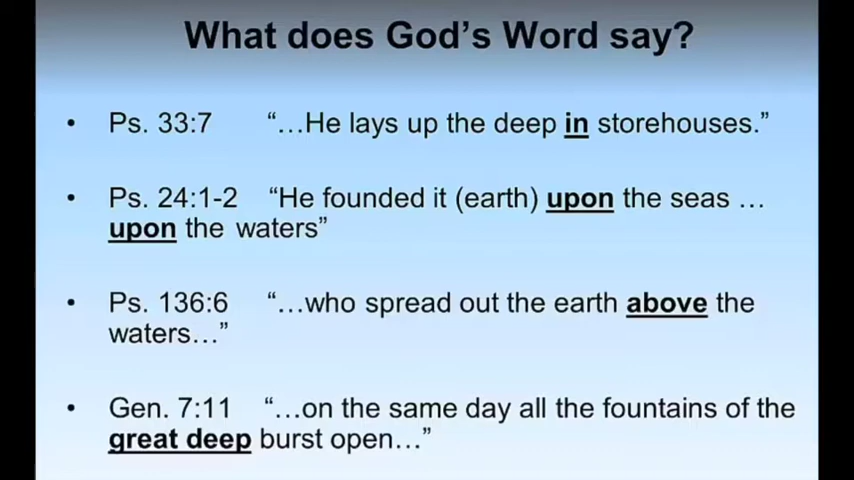 What does God’s Word say?
• Ps. 33:7 “…He lays up the deep in storehouses.”
• Ps. 24:1-2 “He founded it (earth) upon the seas …
upon the waters”
• Ps. 136:6 “…who spread out the earth above the
waters…”
• Gen. 7:11 “…on the same day all the fountains of the
great deep burst open…”